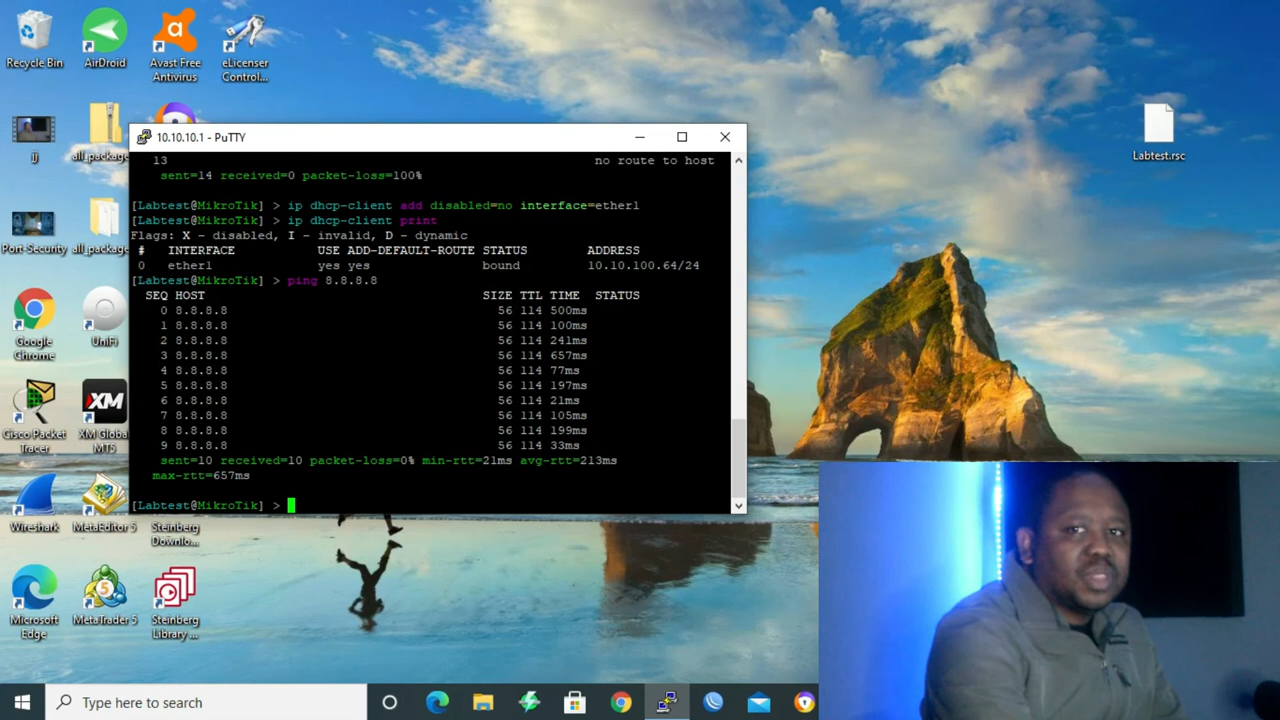 Recycle Bin
AirDroid
Avast Free
Antivirus
eLicenser
Control...
jj
all_package
Port-Security
all_package
Google
Chrome
UniFi
Cisco Packet
Tracer
XM
XM Global
MT5
Wireshark
MetaEditor 5
Steinberg
Downlo...
Microsoft
Edge
MetaTrader 5
Steinberg
Library ...
Labtest.rsc
10.10.10.1 - PuTTY
13 no route to host
sent=14 received=0 packet-loss=100%
[Labtest@MikroTik] > ip dhcp-client add disabled=no interface=ether1
[Labtest@MikroTik] > ip dhcp-client print
Flags: X - disabled, I - invalid, D - dynamic
# INTERFACE USE ADD-DEFAULT-ROUTE STATUS ADDRESS
0 ether1 yes yes bound 10.10.100.64/24
[Labtest@MikroTik] > ping 8.8.8.8
SEQ HOST SIZE TTL TIME STATUS
0 8.8.8.8 56 114 500ms
1 8.8.8.8 56 114 100ms
2 8.8.8.8 56 114 241ms
3 8.8.8.8 56 114 657ms
4 8.8.8.8 56 114 77ms
5 8.8.8.8 56 114 197ms
6 8.8.8.8 56 114 21ms
7 8.8.8.8 56 114 105ms
8 8.8.8.8 56 114 199ms
9 8.8.8.8 56 114 33ms
sent=10 received=10 packet-loss=0% min-rtt=21ms avg-rtt=213ms
max-rtt=657ms
[Labtest@MikroTik] >
Type here to search